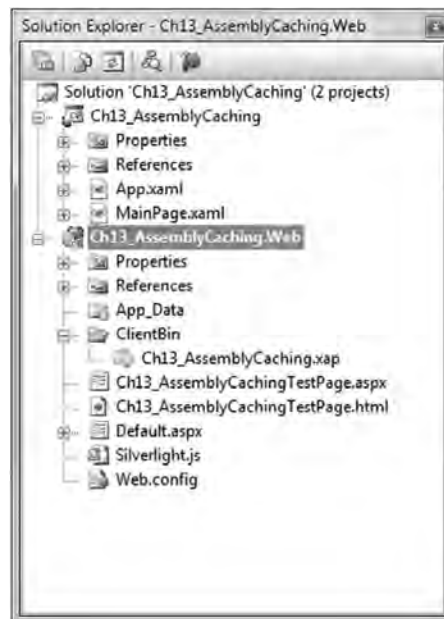 Solution Explorer - Ch13_AssemblyCaching.Web
Solution 'Ch13_AssemblyCaching' (2 projects)
Ch13_AssemblyCaching
Properties
References
App.xaml
MainPage.xaml
Ch13_AssemblyCaching.Web
Properties
References
App_Data
ClientBin
Ch13_AssemblyCaching.xap
Ch13_AssemblyCachingTestPage.aspx
Ch13_AssemblyCachingTestPage.html
Default.aspx
Silverlight.js
Web.config